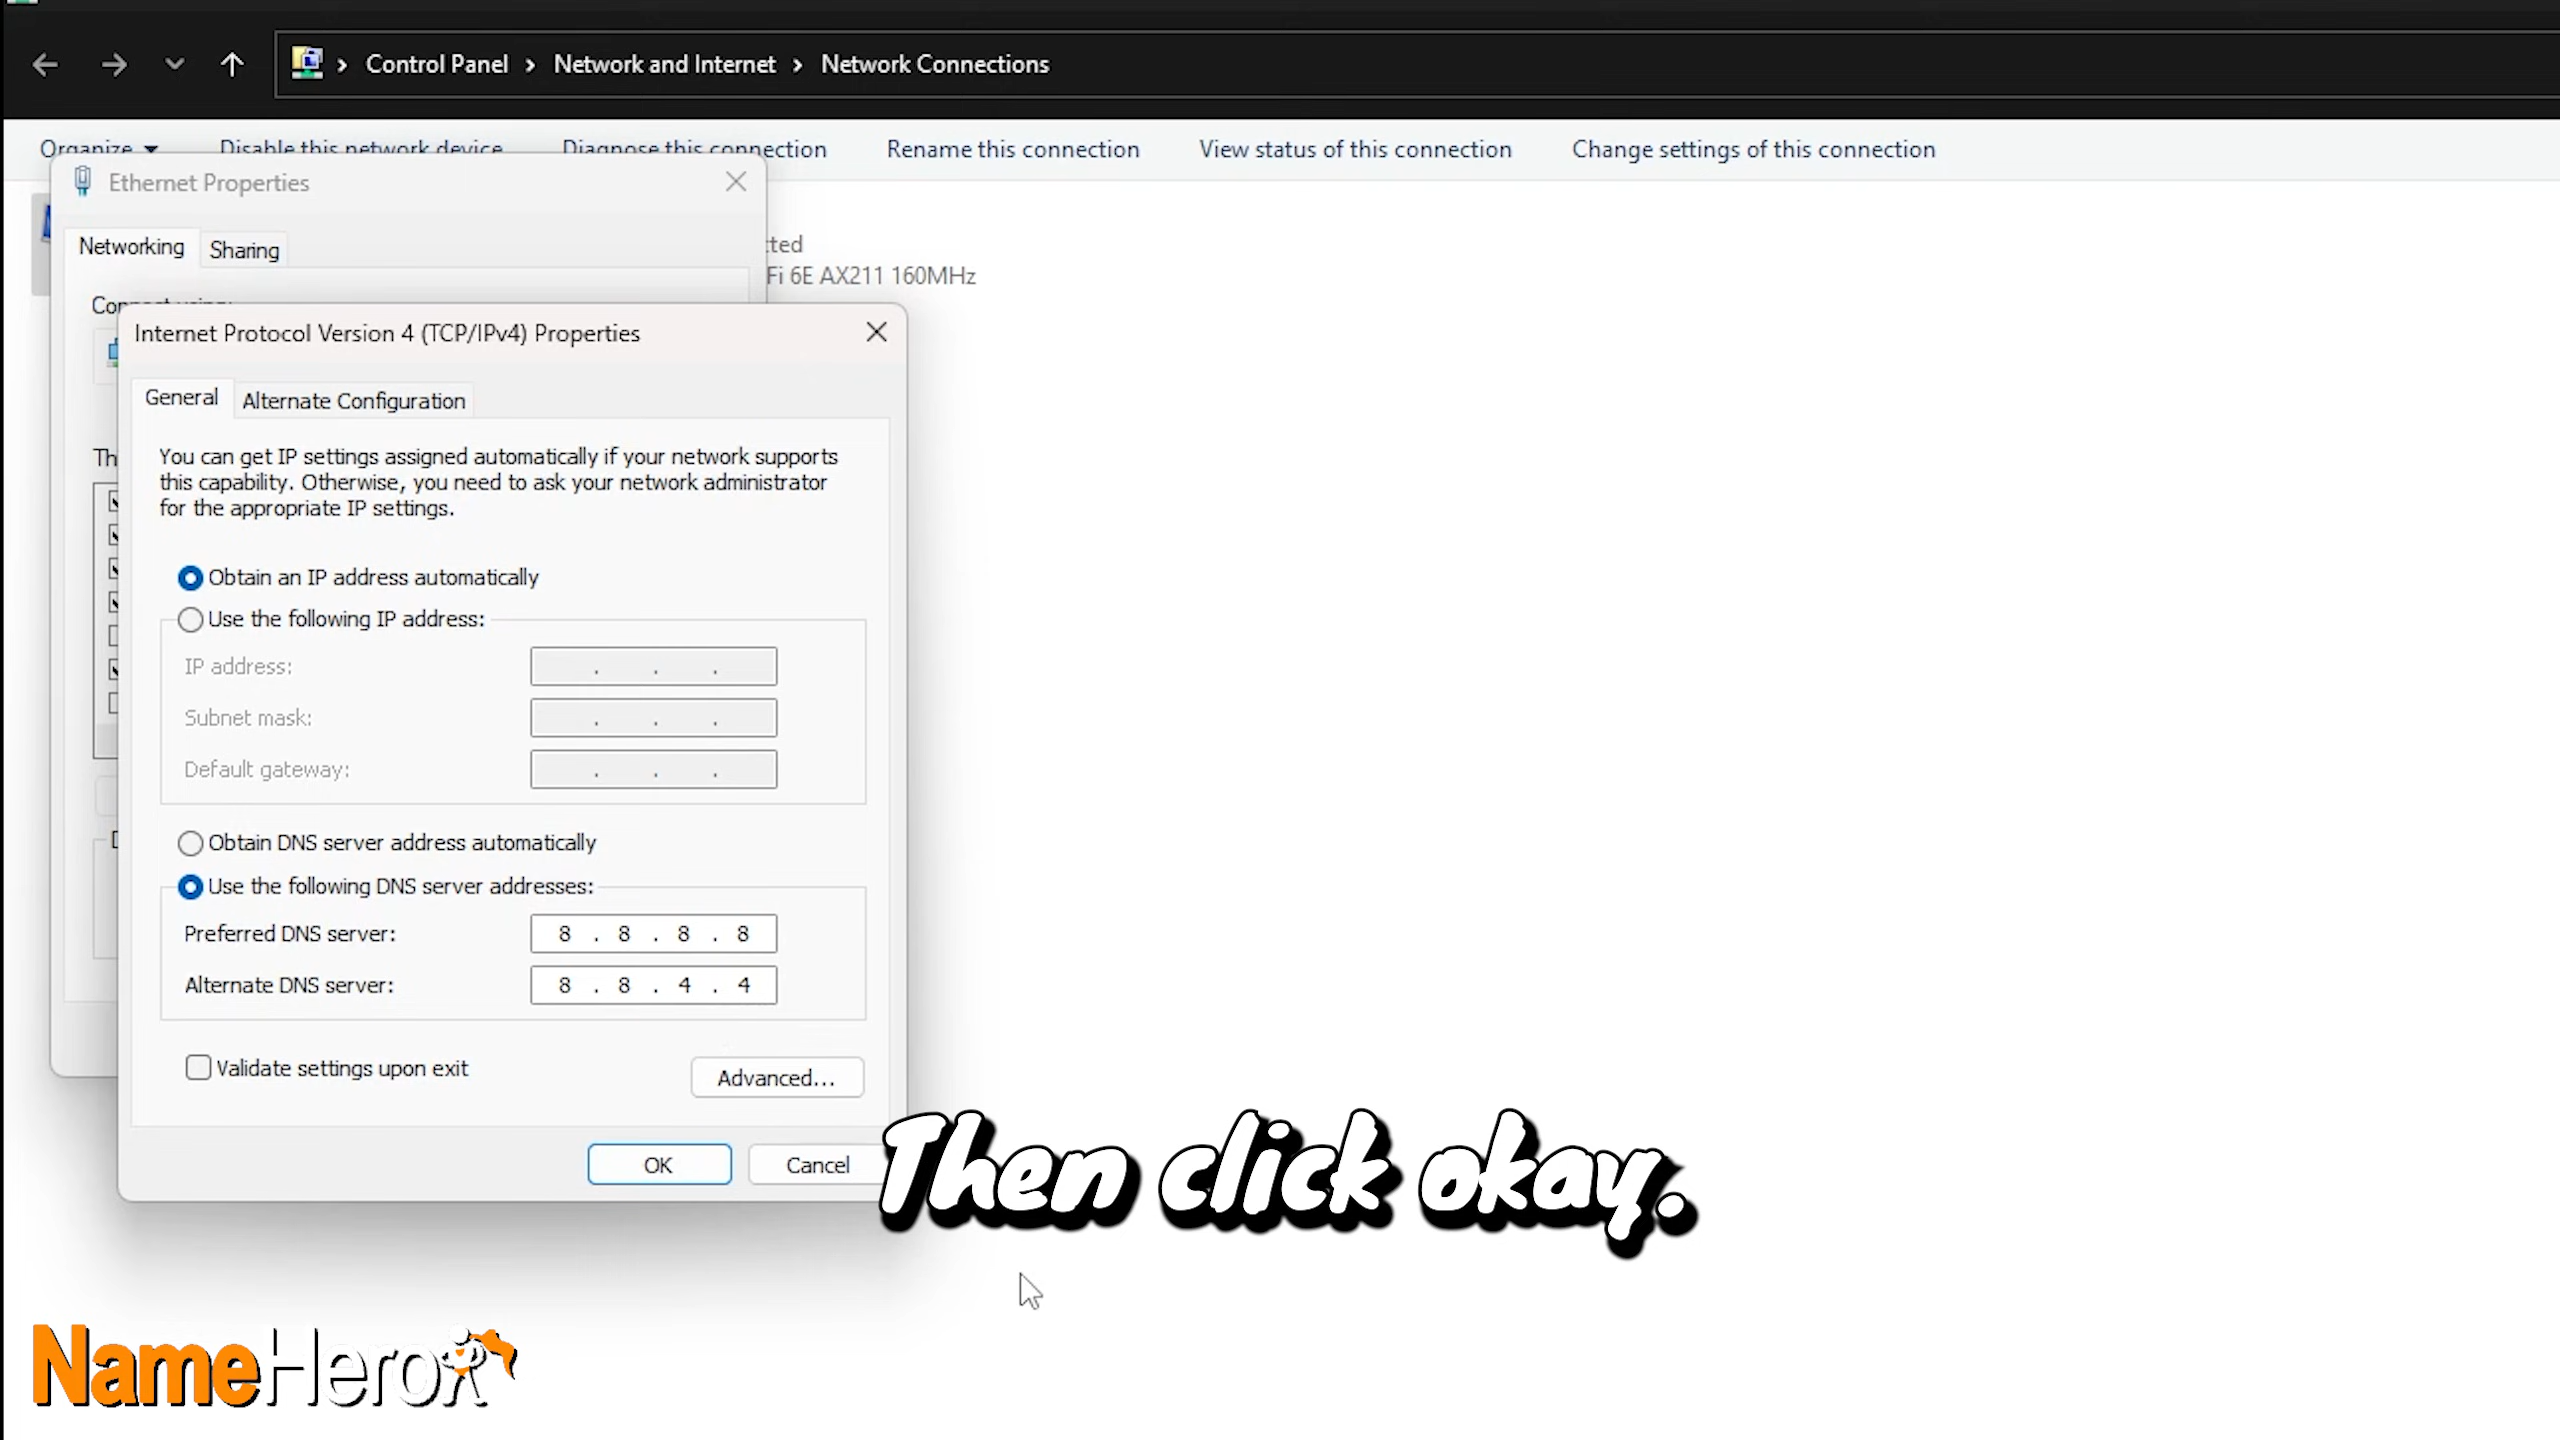 Control Panel > Network and Internet > Network Connections
Organize Disable this network device Diagnose this connection Rename this connection View status of this connection Change settings of this connection
Ethernet Properties
Networking Sharing
Fi 6E AX211 160MHz
Internet Protocol Version 4 (TCP/IPv4) Properties
General Alternate Configuration
You can get IP settings assigned automatically if your network supports
this capability. Otherwise, you need to ask your network administrator
for the appropriate IP settings.
Obtain an IP address automatically
Use the following IP address:
IP address: . . .
Subnet mask: . . .
Default gateway: . . .
Obtain DNS server address automatically
Use the following DNS server addresses:
Preferred DNS server: 8 . 8 . 8 . 8
Alternate DNS server: 8 . 8 . 4 . 4
Validate settings upon exit
Advanced...
OK Cancel
Then click okay.
NameHero